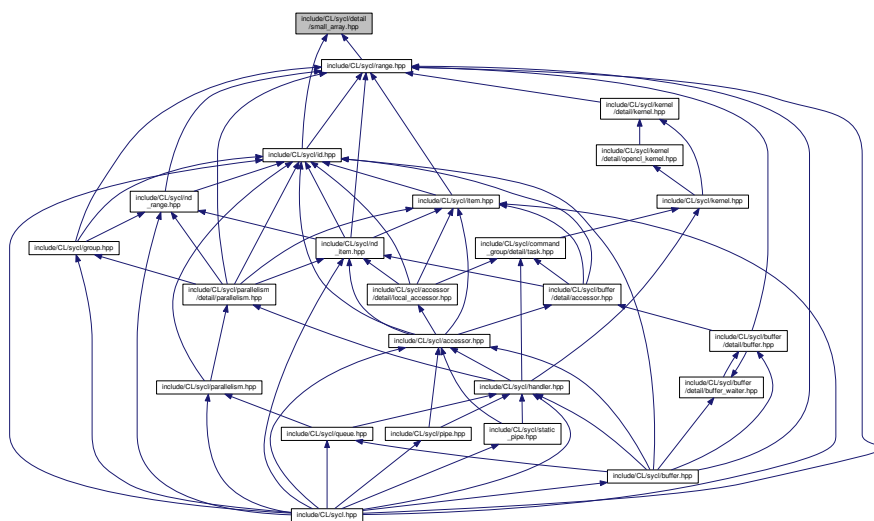 include/CL/sycl/detail
/small_array.hpp
include/CL/sycl/range.hpp
include/CL/sycl/kernel
/detail/kernel.hpp
include/CL/sycl/id.hpp
include/CL/sycl/kernel
/detail/opencl_kernel.hpp
include/CL/sycl/nd
_range.hpp
include/CL/sycl/item.hpp
include/CL/sycl/kernel.hpp
include/CL/sycl/group.hpp
include/CL/sycl/nd
_item.hpp
include/CL/sycl/command
_group/detail/task.hpp
include/CL/sycl/parallelism
/detail/parallelism.hpp
include/CL/sycl/accessor
/detail/local_accessor.hpp
include/CL/sycl/buffer
/detail/accessor.hpp
include/CL/sycl/accessor.hpp
include/CL/sycl/buffer
/detail/buffer.hpp
include/CL/sycl/parallelism.hpp
include/CL/sycl/handler.hpp
include/CL/sycl/buffer
/detail/buffer_waiter.hpp
include/CL/sycl/queue.hpp
include/CL/sycl/pipe.hpp
include/CL/sycl/static
_pipe.hpp
include/CL/sycl/buffer.hpp
include/CL/sycl.hpp